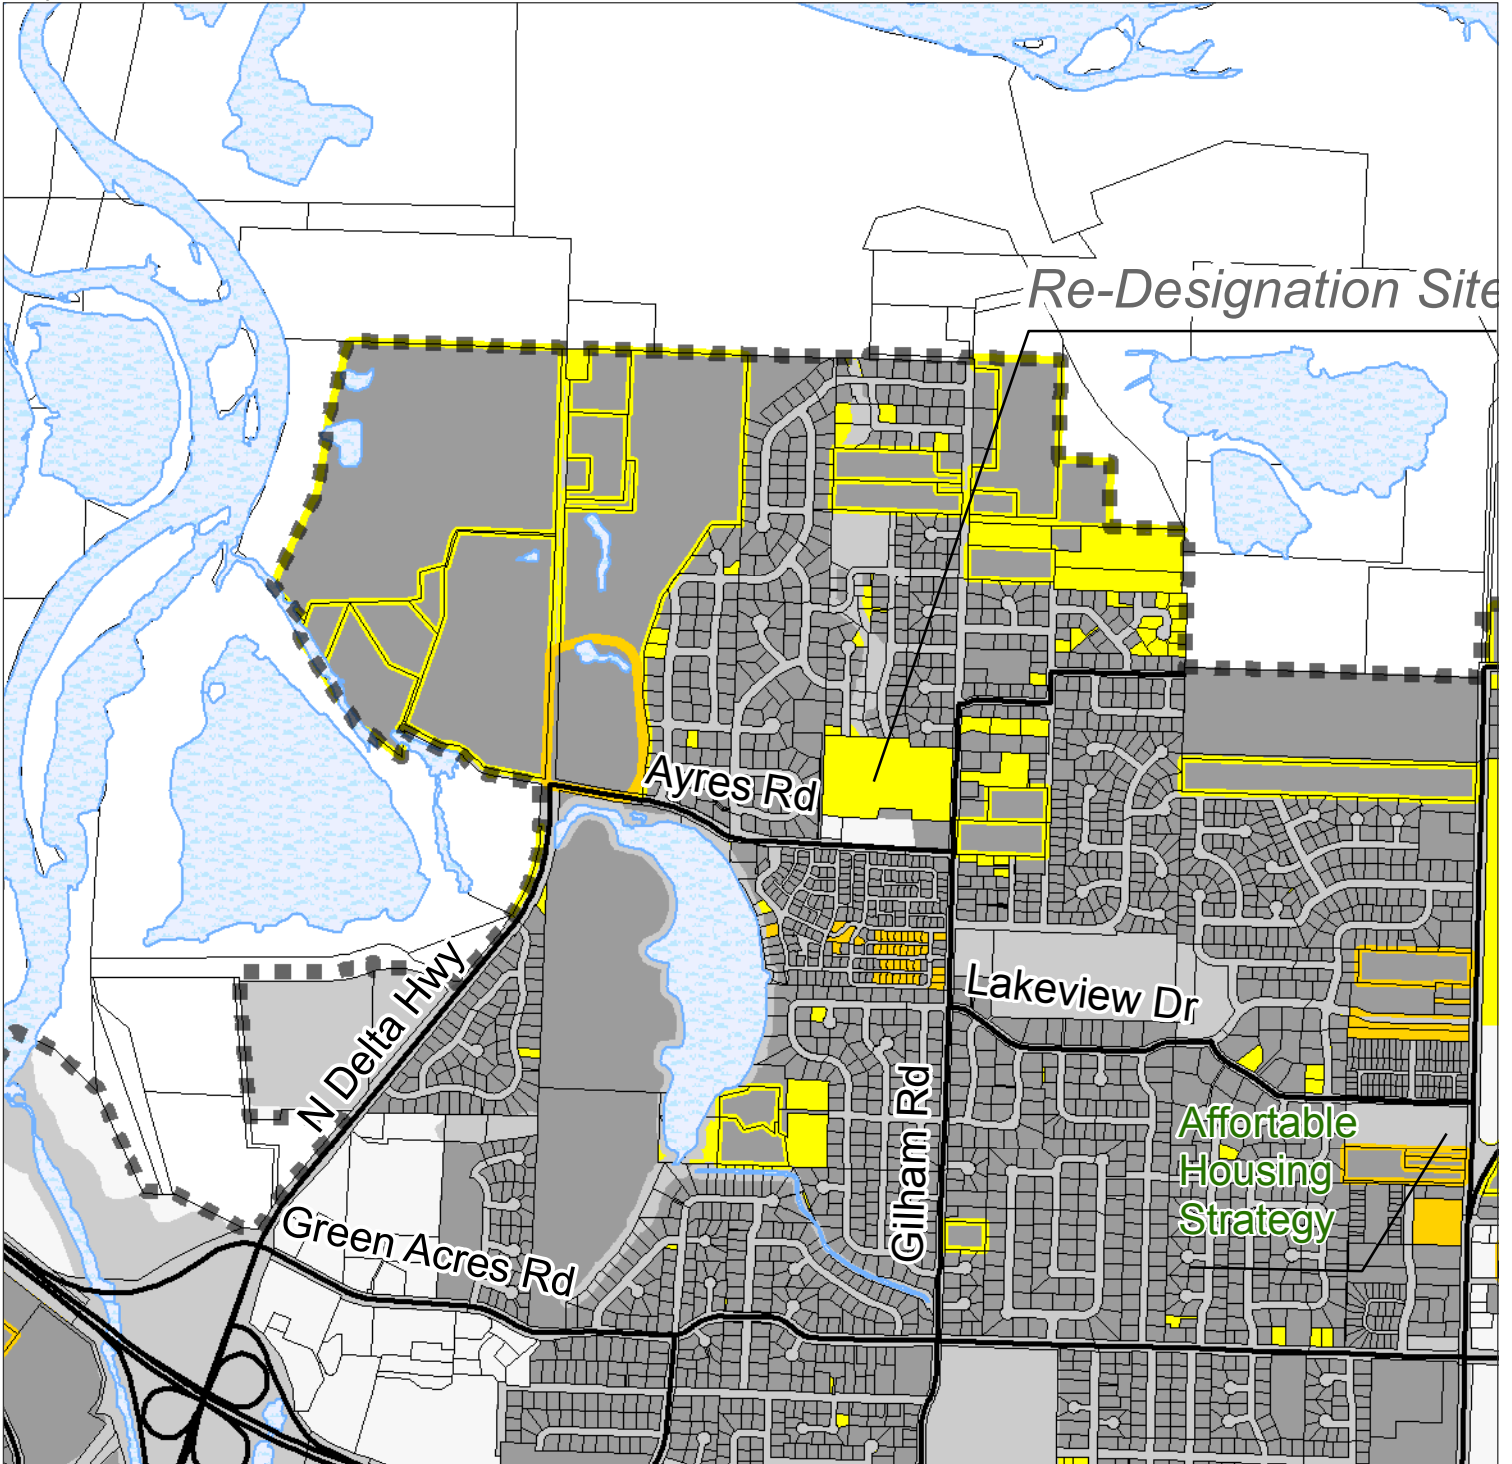 Re-Designation Site
Ayres Rd
N Delta Hwy
Lakeview Dr
Gilham Rd
Affortable
Housing
Strategy
Green Acres Rd